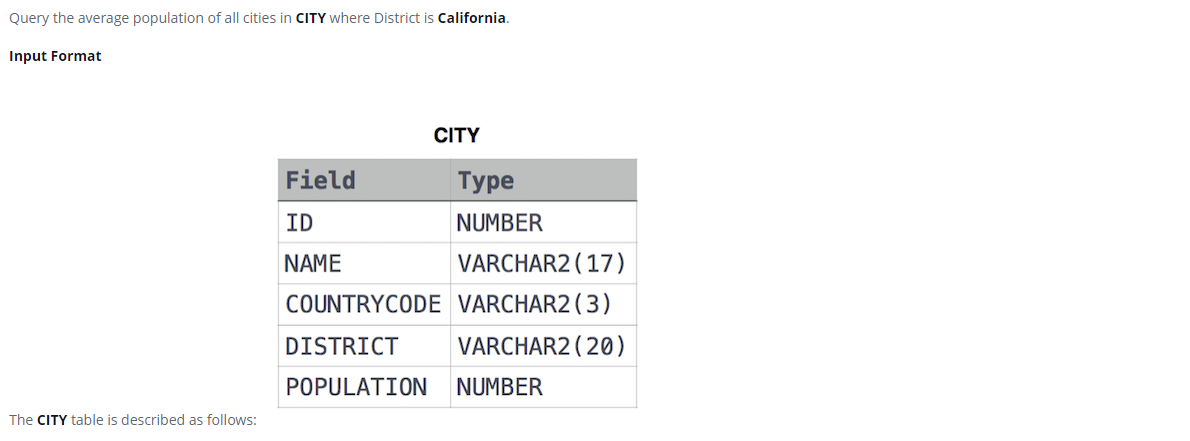 Query the average population of all cities in CITY where District is California.
Input Format
CITY
Field Type
ID NUMBER
NAME VARCHAR2(17)
COUNTRYCODE VARCHAR2(3)
DISTRICT VARCHAR2(20)
POPULATION NUMBER
The CITY table is described as follows: